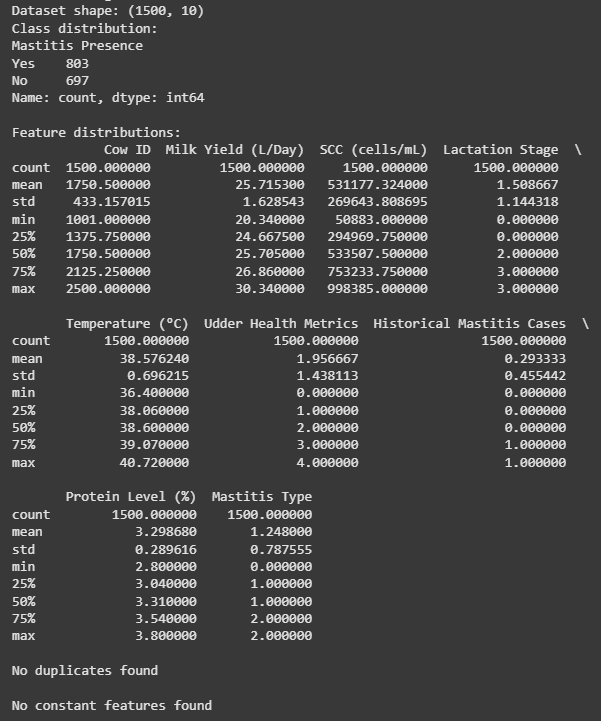 Dataset shape: (1500, 10)
Class distribution:
Mastitis Presence
Yes    803
No     697
Name: count, dtype: int64

Feature distributions:
            Cow ID  Milk Yield (L/Day)  SCC (cells/mL)  Lactation Stage  \
count  1500.000000         1500.000000     1500.000000      1500.000000
mean   1750.500000           25.715300   531177.324000         1.508667
std     433.157015            1.628543   269643.808695         1.144318
min    1001.000000           20.340000    50883.000000         0.000000
25%    1375.750000           24.667500   294969.750000         0.000000
50%    1750.500000           25.705000   533507.500000         2.000000
75%    2125.250000           26.860000   753233.750000         3.000000
max    2500.000000           30.340000   998385.000000         3.000000

       Temperature (°C)  Udder Health Metrics  Historical Mastitis Cases  \
count       1500.000000           1500.000000                1500.000000
mean          38.576240              1.956667                   0.293333
std            0.696215              1.438113                   0.455442
min           36.400000              0.000000                   0.000000
25%           38.060000              1.000000                   0.000000
50%           38.600000              2.000000                   0.000000
75%           39.070000              3.000000                   1.000000
max           40.720000              4.000000                   1.000000

       Protein Level (%)  Mastitis Type
count        1500.000000    1500.000000
mean            3.298680       1.248000
std             0.289616       0.787555
min             2.800000       0.000000
25%             3.040000       1.000000
50%             3.310000       1.000000
75%             3.540000       2.000000
max             3.800000       2.000000

No duplicates found

No constant features found